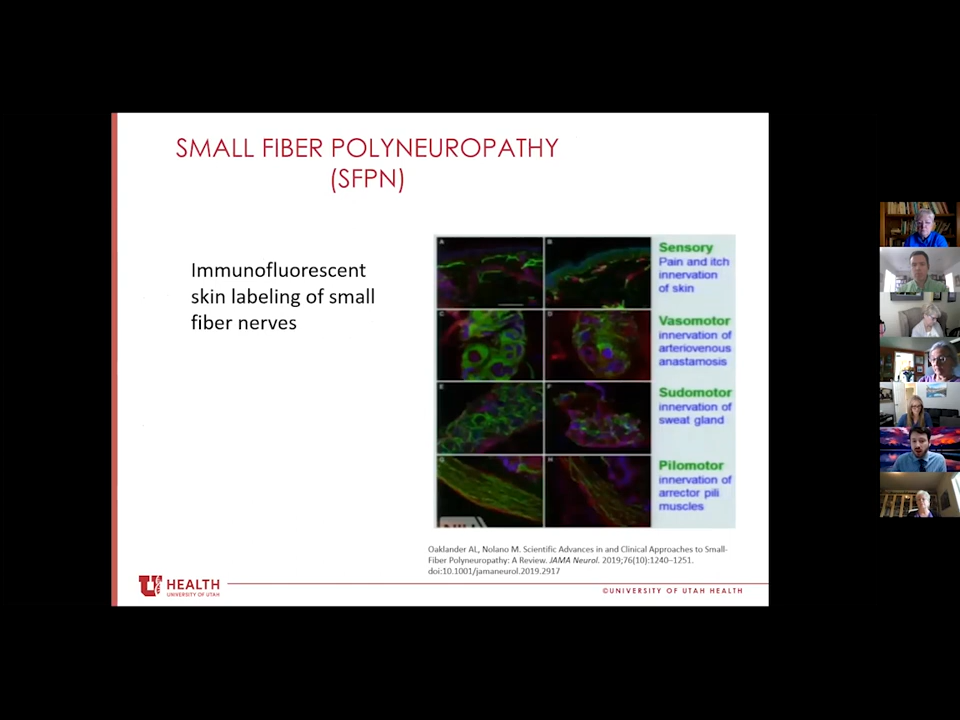 SMALL FIBER POLYNEUROPATHY
(SFPN)
Immunofluorescent
skin labeling of small
fiber nerves
A
B
Sensory
Pain and itch
innervation
of skin
C
D
Vasomotor
innervation of
arteriovenous
anastamosis
E
F
Sudomotor
innervation of
sweat gland
G
H
Pilomotor
innervation of
arrector pili
muscles
Oaklander AL, Nolano M. Scientific Advances in and Clinical Approaches to Small-
Fiber Polyneuropathy: A Review. JAMA Neurol. 2019;76(10):1240–1251.
doi:10.1001/jamaneurol.2019.2917
U HEALTH
UNIVERSITY OF UTAH
©UNIVERSITY OF UTAH HEALTH